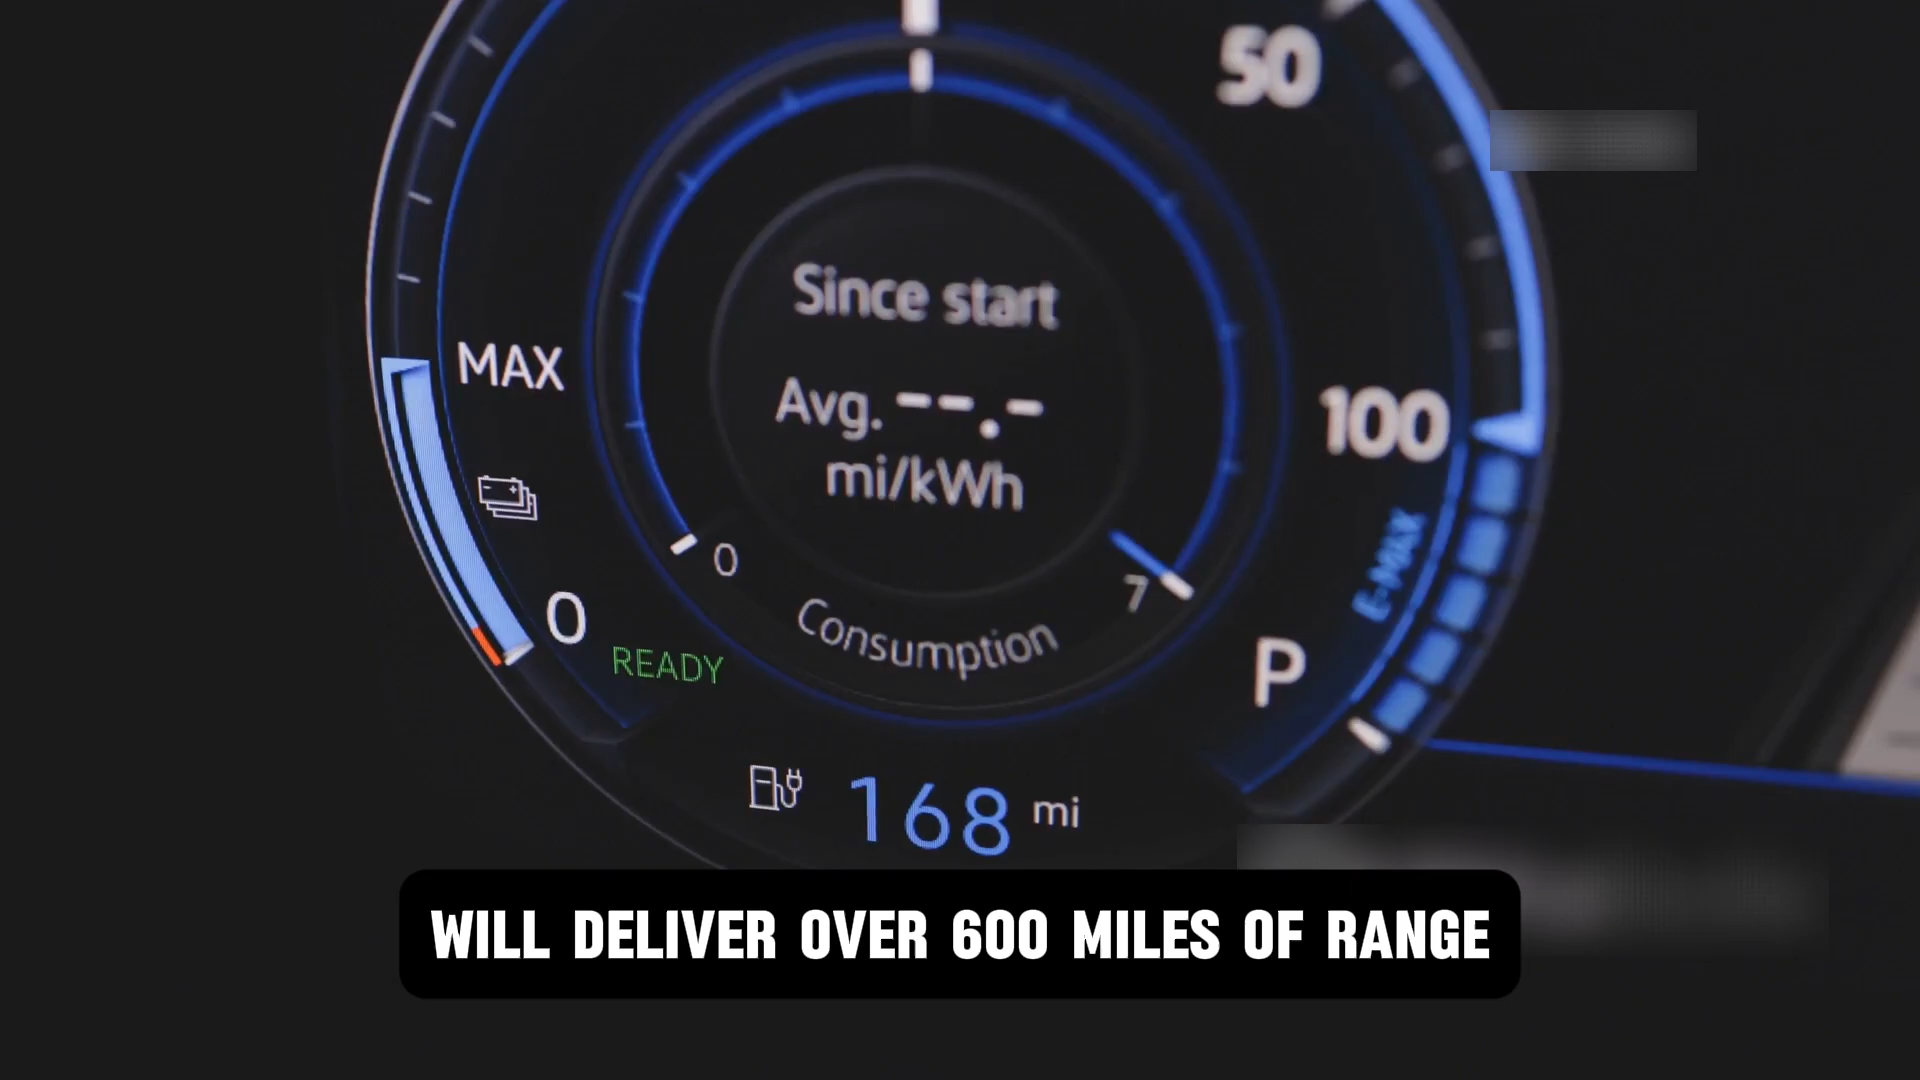 50
Since start
MAX
Avg. --.-
100
mi/kWh
E-MAX
0
7
0
Consumption
READY
P
168 mi
WILL DELIVER OVER 600 MILES OF RANGE